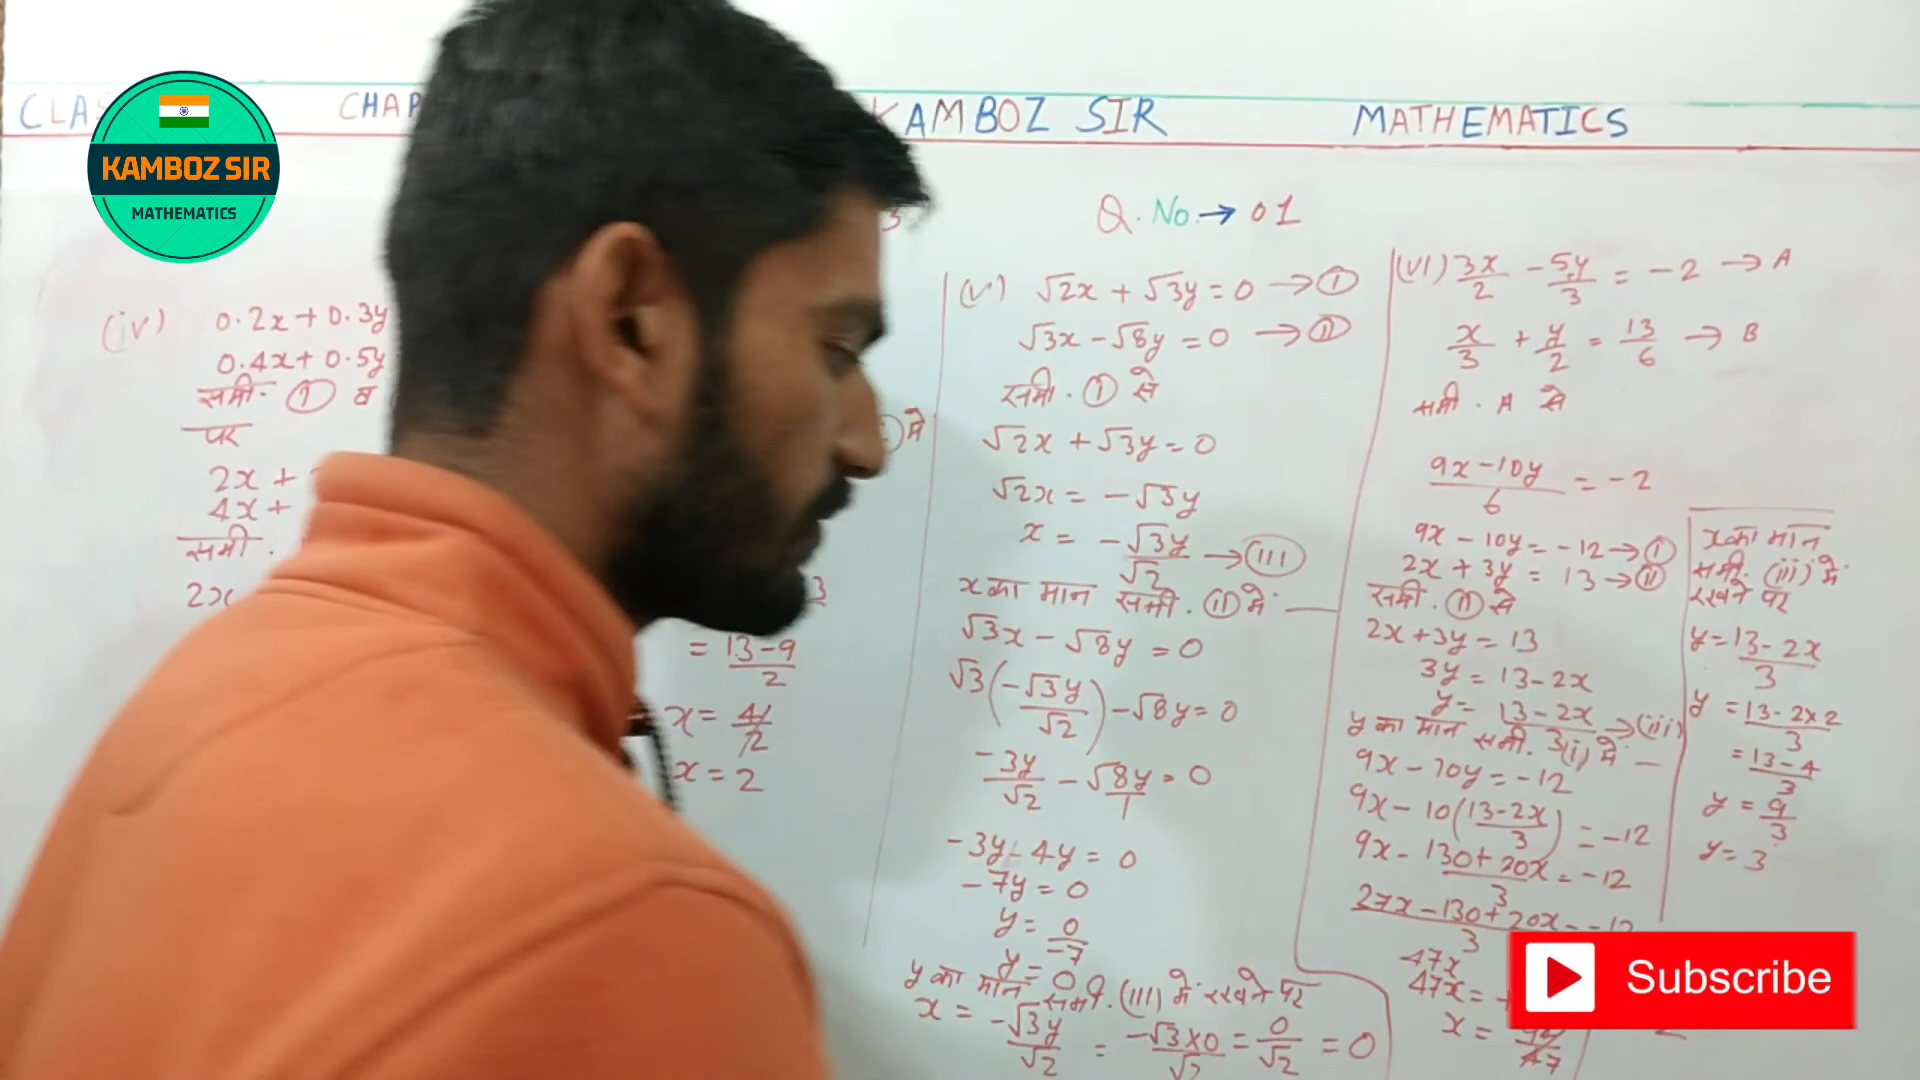 KAMBOZ SIR
MATHEMATICS
CHAP
KAMBOZ SIR
MATHEMATICS
Q. No. → 01
(iv) 0.2x + 0.3y
0.4x + 0.5y
समी. ① व
पर
2x +
4x +
समी.
2x
= 13-9/2
x = 4/2
x = 2
(v) √2x + √3y = 0 → ①
√3x - √8y = 0 → ②
समी. ① से
√2x + √3y = 0
√2x = -√3y
x = -√3y/√2 → (iii)
x का मान समी. ② में
√3x - √8y = 0
√3(-√3y/√2) - √8y = 0
-3y/√2 - √8y/1 = 0
-3y - 4y = 0
-7y = 0
y = 0/-7
y = 0
y का मान समी. (iii) में रखने पर
x = -√3y/√2 = -√3×0/√2 = 0/√2 = 0
(vi) 3x/2 - 5y/3 = -2 → A
x/3 + y/2 = 13/6 → B
समी. A से
9x-10y/6 = -2
9x - 10y = -12 → ①
2x + 3y = 13 → ②
समी. ② से
2x + 3y = 13
3y = 13 - 2x
y = 13-2x/3 → (iii)
y का मान समी. (i) में
9x - 10y = -12
9x - 10(13-2x/3) = -12
9x - 130+20x/3 = -12
27x-130+20x/3 = -12
47x
47x =
x = 94/47
x का मान
समी. (iii) में
रखने पर
y = 13-2x/3
y = 13-2×2/3
= 13-4/3
y = 9/3
y = 3
Subscribe